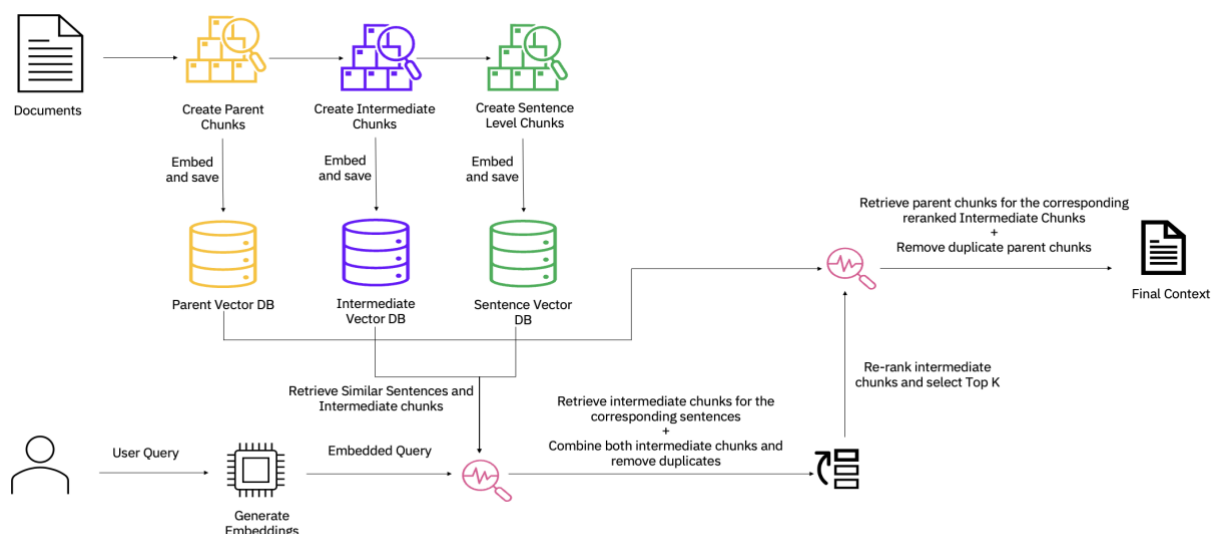 Documents
Create Parent
Chunks
Create Intermediate
Chunks
Create Sentence
Level Chunks
Embed
and save
Embed
and save
Embed
and save
Parent Vector DB
Intermediate
Vector DB
Sentence Vector
DB
Retrieve parent chunks for the corresponding
reranked Intermediate Chunks
+
Remove duplicate parent chunks
Final Context
Re-rank intermediate
chunks and select Top K
Retrieve Similar Sentences and
Intermediate chunks
Retrieve intermediate chunks for the
corresponding sentences
+
Combine both intermediate chunks and
remove duplicates
User Query
Embedded Query
Generate
Embeddings